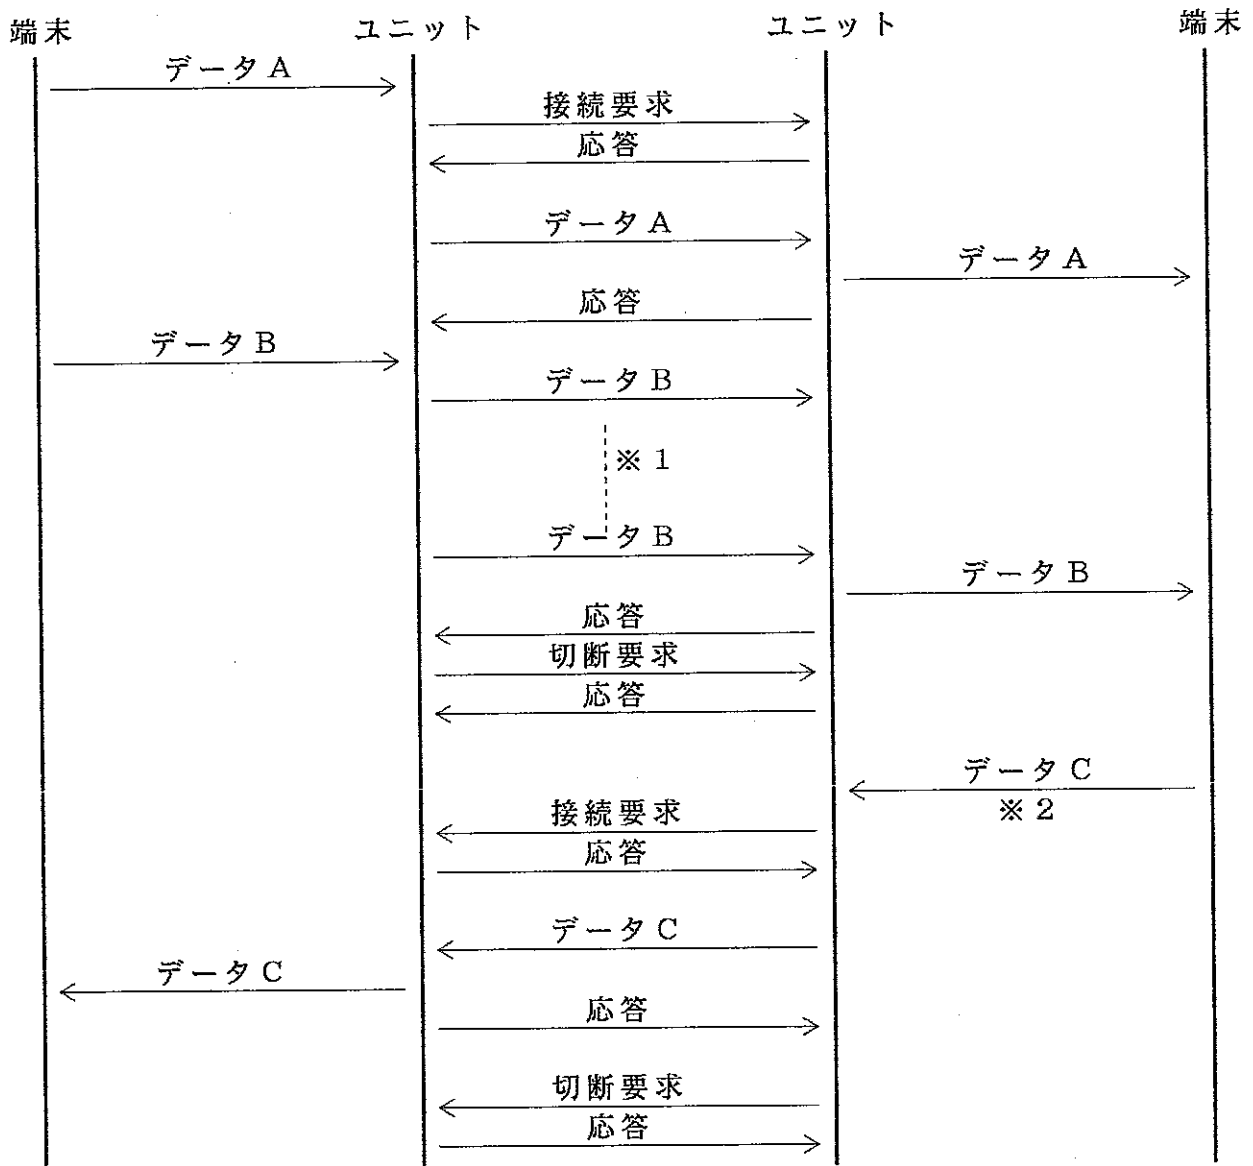 端末 ユニット ユニット 端末
データA
接続要求
応答
データA
データA
応答
データB
データB
※1
データB
データB
応答
切断要求
応答
データC
※2
接続要求
応答
データC
データC
応答
切断要求
応答